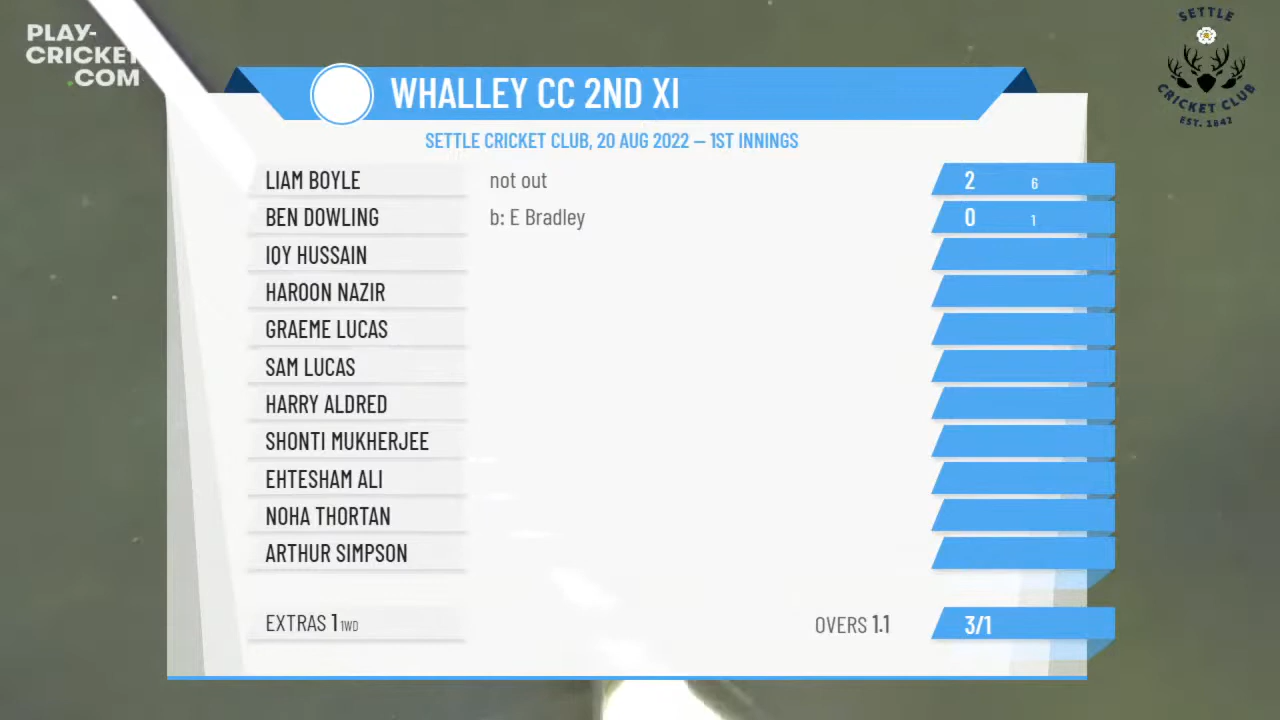 PLAY-
CRICKET
.COM
SETTLE
CRICKET CLUB
EST. 1842
WHALLEY CC 2ND XI
SETTLE CRICKET CLUB, 20 AUG 2022 – 1ST INNINGS
LIAM BOYLE not out 2 6
BEN DOWLING b: E Bradley 0 1
IQY HUSSAIN
HAROON NAZIR
GRAEME LUCAS
SAM LUCAS
HARRY ALDRED
SHONTI MUKHERJEE
EHTESHAM ALI
NOHA THORTAN
ARTHUR SIMPSON
EXTRAS 1 1WD OVERS 1.1 3/1